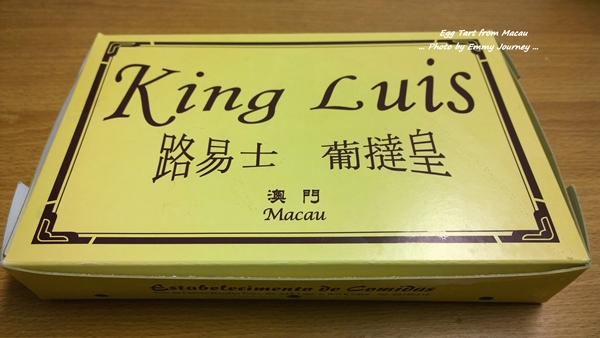 Egg Tart from Macau
... Photo by Emmy Journey ...
King Luis
路易士 葡撻皇
澳門
Macau
Estabelecimento de Comidas